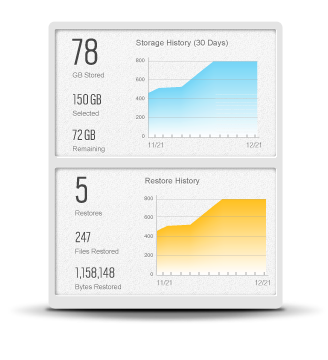 78
GB Stored
150 GB
Selected
72 GB
Remaining
Storage History (30 Days)
800
600
400
200
0
11/21 12/21
5
Restores
247
Files Restored
1,158,148
Bytes Restored
Restore History
800
600
400
200
0
11/21 12/21